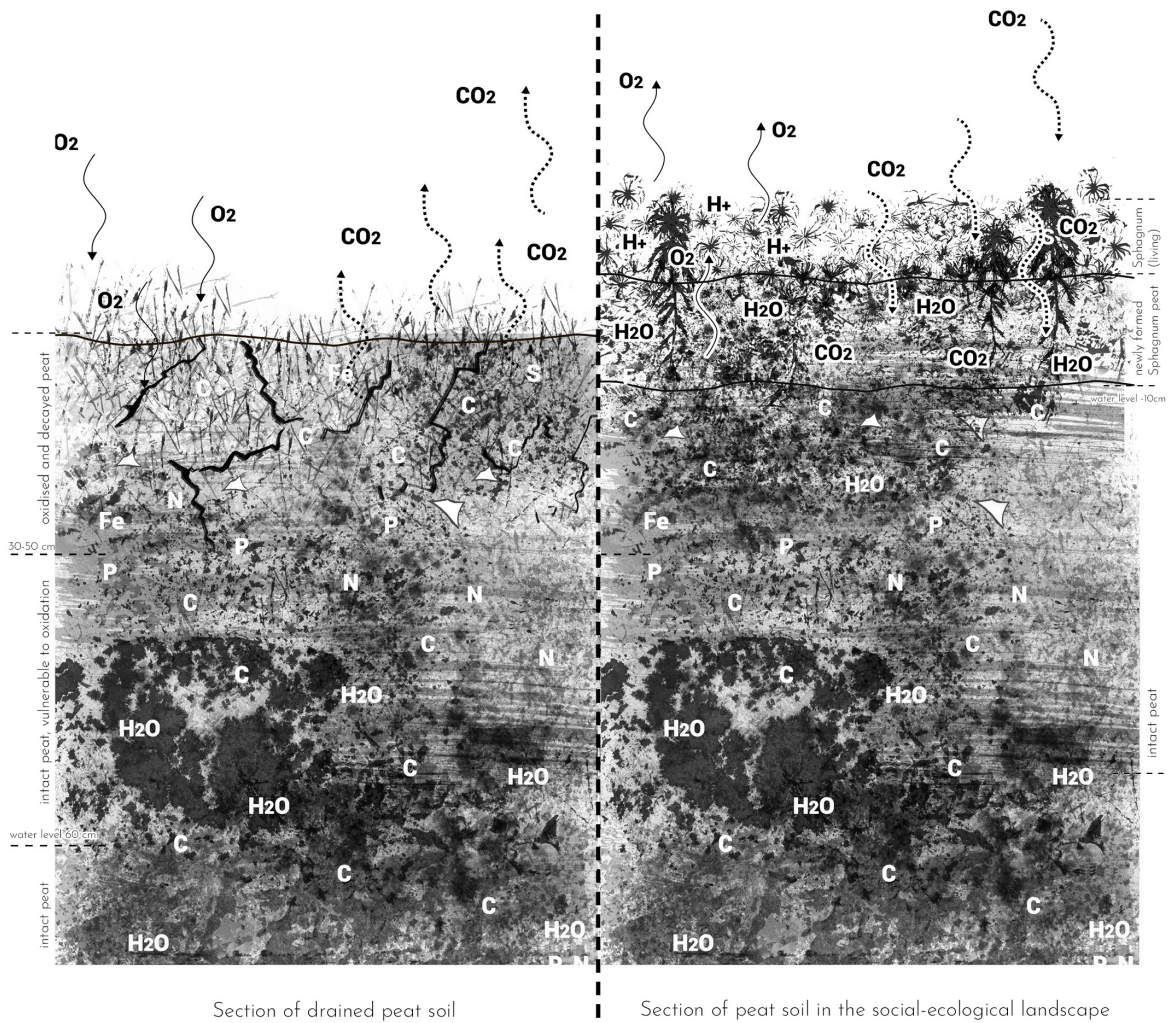 O2
CO2
O2
CO2
CO2
O2
oxidised and decayed peat
Fe
S
C
C
C
C
C
N
Fe
P
P
30-50 cm
intact peat, vulnerable to oxidation
P
N
N
C
C
N
C
H2O
H2O
C
H2O
H2O
water level 60 cm
C
C
intact peat
C
H2O
H2O
P N
Section of drained peat soil
CO2
O2
O2
CO2
H+
CO2
H+
H+
O2
Sphagnum
(living)
H2O
H2O
H2O
CO2
CO2
H2O
newly formed
Sphagnum peat
water level -10cm
C
C
C
C
C
H2O
Fe
P
P
P
N
N
C
C
N
C
H2O
H2O
C
H2O
H2O
intact peat
C
C
C
H2O
H2O
P N
Section of peat soil in the social-ecological landscape